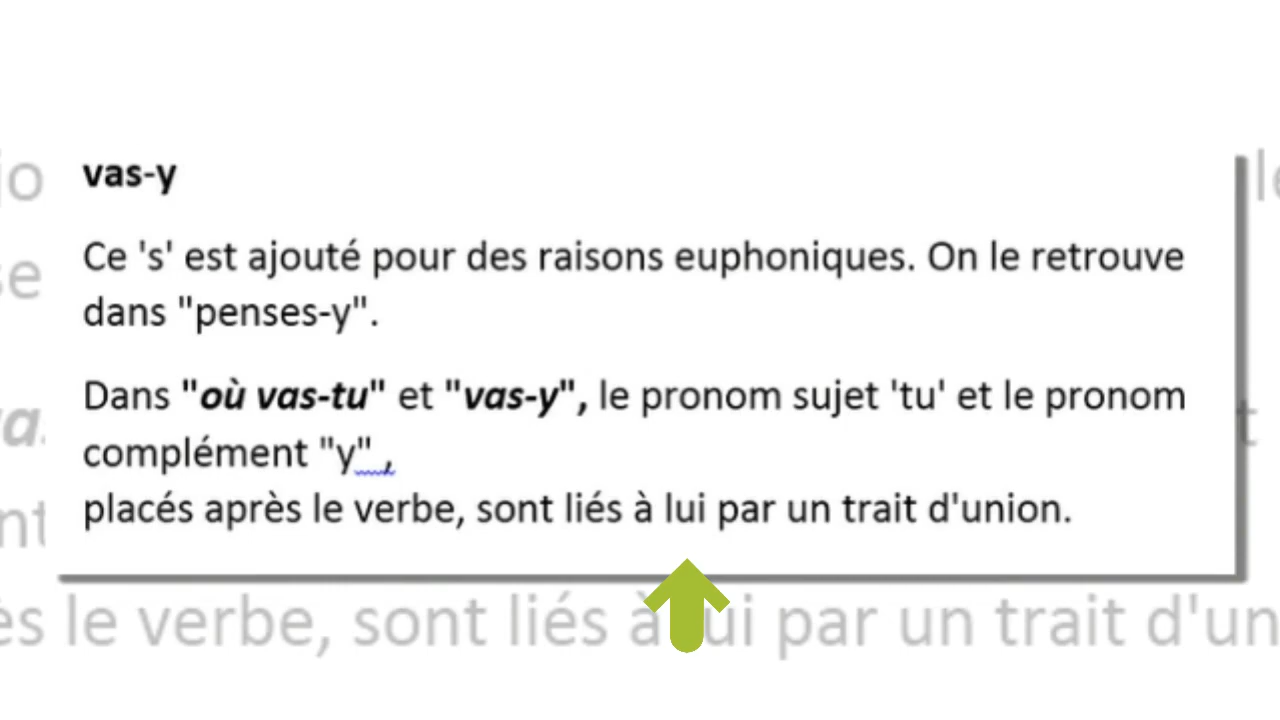 vas-y
Ce 's' est ajouté pour des raisons euphoniques. On le retrouve
dans "penses-y".
Dans "où vas-tu" et "vas-y", le pronom sujet 'tu' et le pronom
complément "y" ,
placés après le verbe, sont liés à lui par un trait d'union.
le verbe, sont liés à lui par un trait